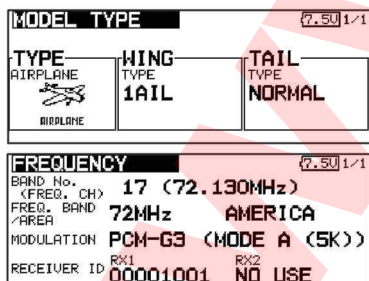 MODEL TYPE 7.5V 1/1
TYPE WING TAIL
AIRPLANE TYPE TYPE
1AIL NORMAL
AIRPLANE
FREQUENCY 7.5V 1/1
BAND No. 17 (72.130MHz)
(FREQ. CH)
FREQ. BAND 72MHz AMERICA
/AREA
MODULATION PCM-G3 (MODE A (5K))
RX1 RX2
RECEIVER ID 00001001 NO USE